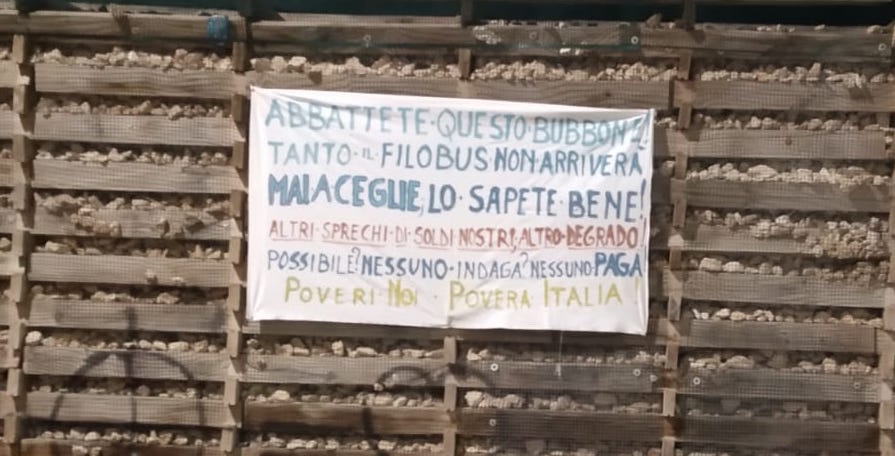 ABBATTETE·QUESTO·BUBBONE!
TANTO·IL·FILOBUS NON·ARRIVERÀ
MAI A CEGLIE, LO·SAPETE·BENE!
ALTRI·SPRECHI·DI·SOLDI NOSTRI, ALTRO·DEGRADO!
POSSIBILE? NESSUNO·INDAGA? NESSUNO·PAGA!
POVERI·NOI·POVERA ITALIA!